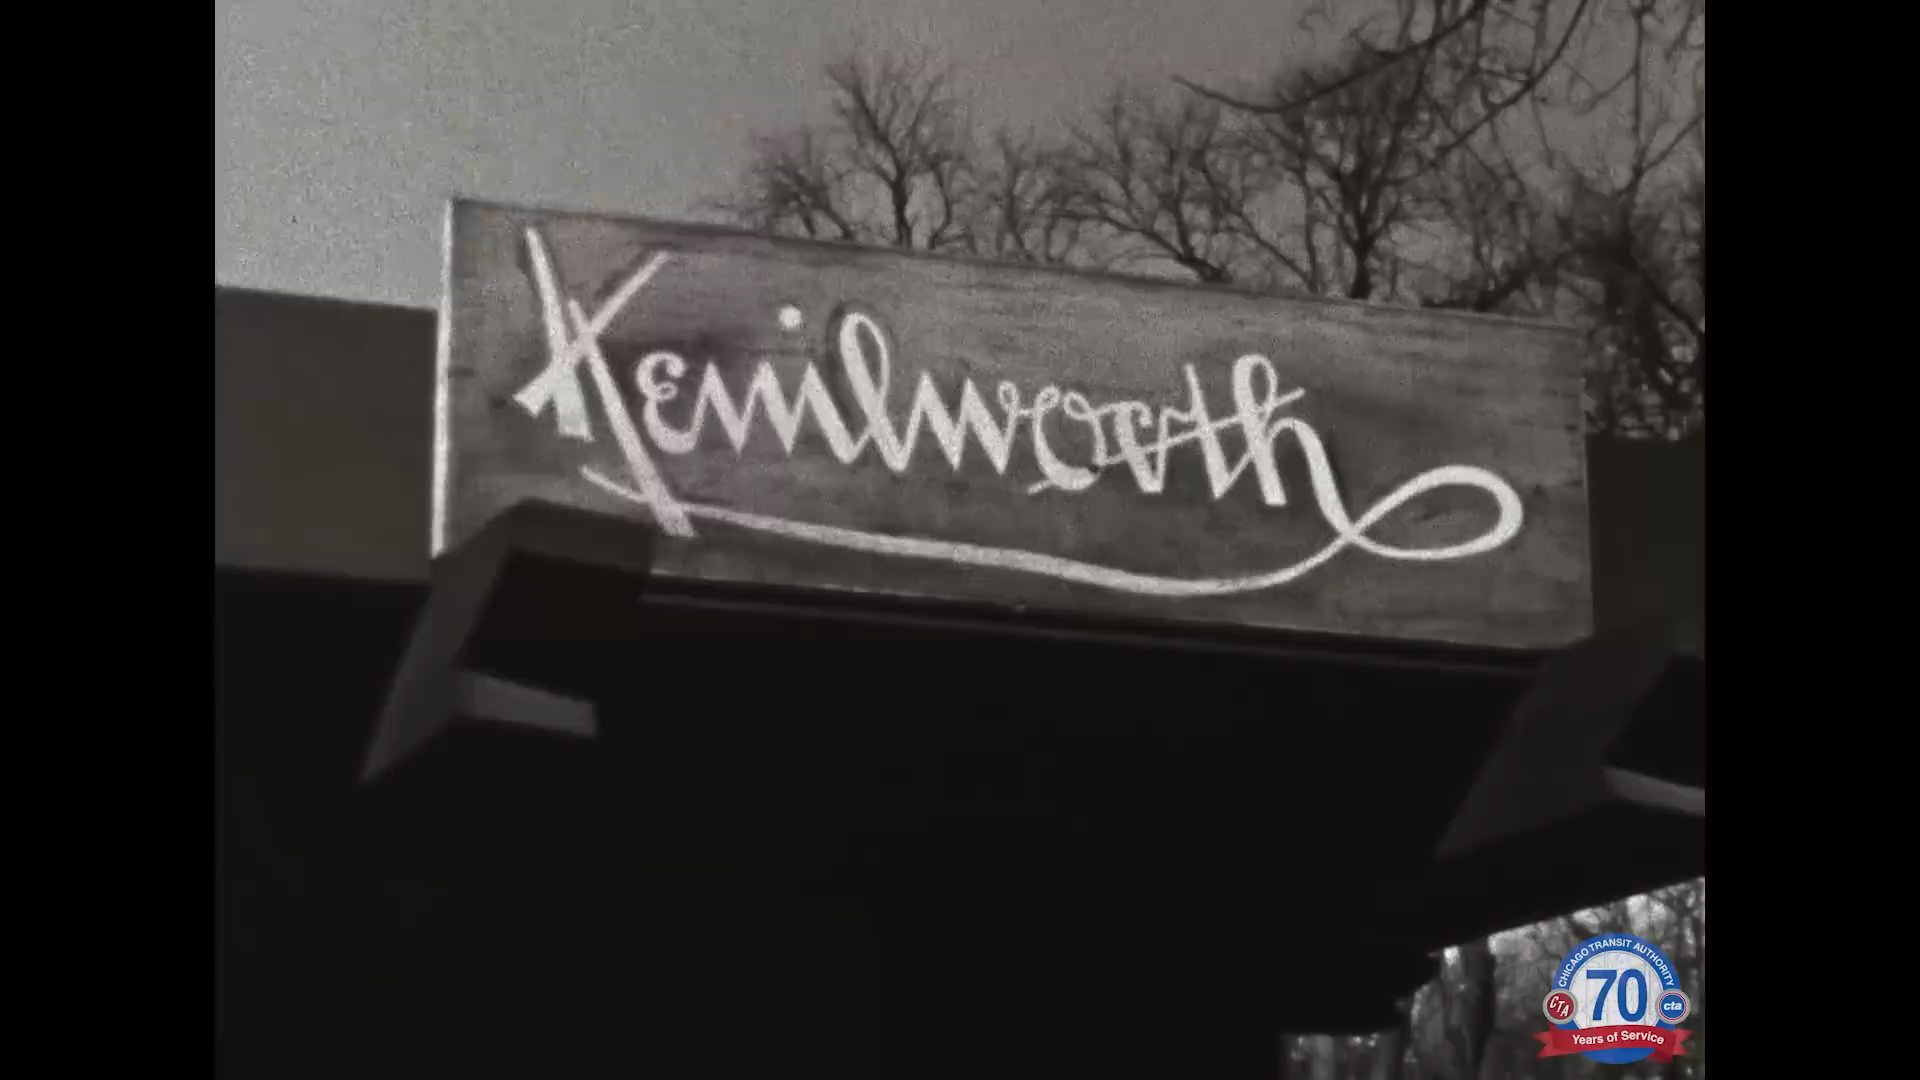 Kenilworth
CHICAGO TRANSIT AUTHORITY
CTA
70
cta
Years of Service